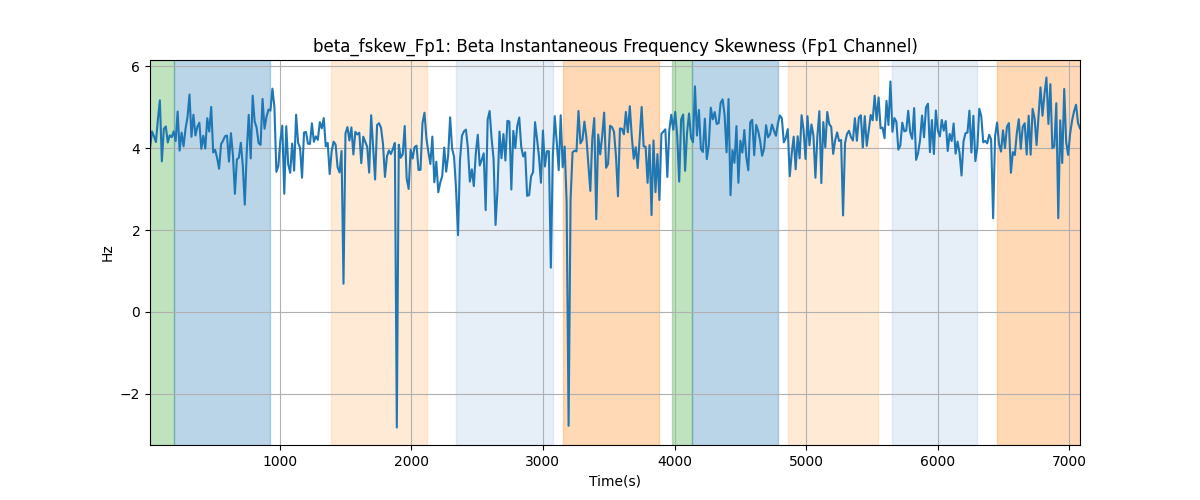 beta_fskew_Fp1: Beta Instantaneous Frequency Skewness (Fp1 Channel)
6
4
2
0
−2
Hz
1000 2000 3000 4000 5000 6000 7000
Time(s)